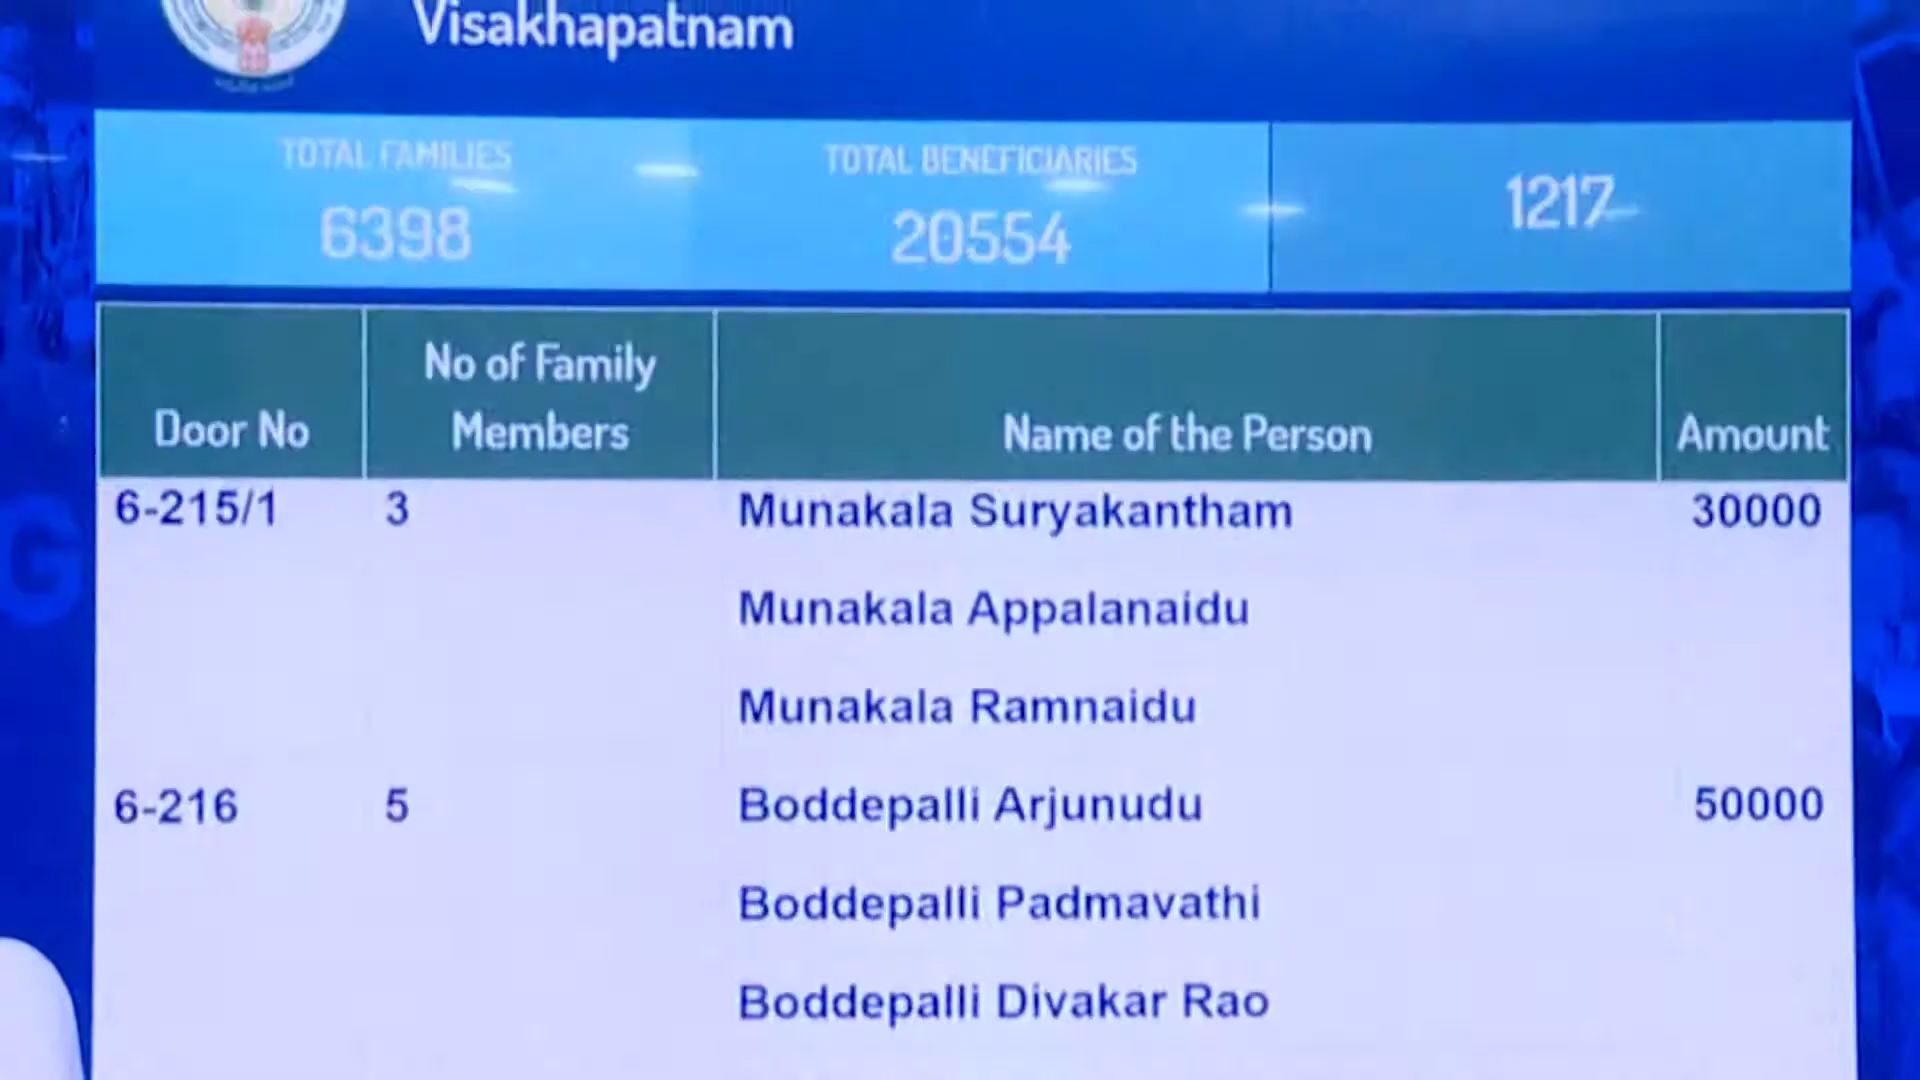 Visakhapatnam
TOTAL FAMILIES
6398
TOTAL BENEFICIARIES
20554
1217
Door No
No of Family
Members
Name of the Person
Amount
6-215/1 3 Munakala Suryakantham 30000
Munakala Appalanaidu
Munakala Ramnaidu
6-216 5 Boddepalli Arjunudu 50000
Boddepalli Padmavathi
Boddepalli Divakar Rao
G